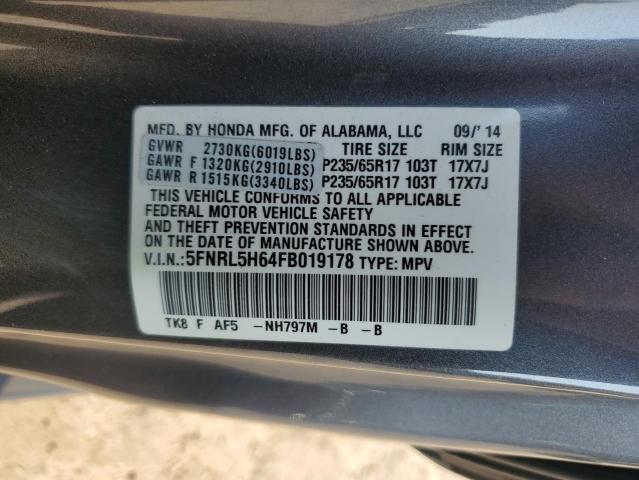 MFD. BY HONDA MFG. OF ALABAMA, LLC 09/'14
GVWR 2730KG(6019LBS) TIRE SIZE RIM SIZE
GAWR F 1320KG(2910LBS) P235/65R17 103T 17X7J
GAWR R 1515KG(3340LBS) P235/65R17 103T 17X7J
THIS VEHICLE CONFORMS TO ALL APPLICABLE
FEDERAL MOTOR VEHICLE SAFETY
AND THEFT PREVENTION STANDARDS IN EFFECT
ON THE DATE OF MANUFACTURE SHOWN ABOVE.
V.I.N.: 5FNRL5H64FB019178 TYPE: MPV
TK8 F AF5 -NH797M -B -B